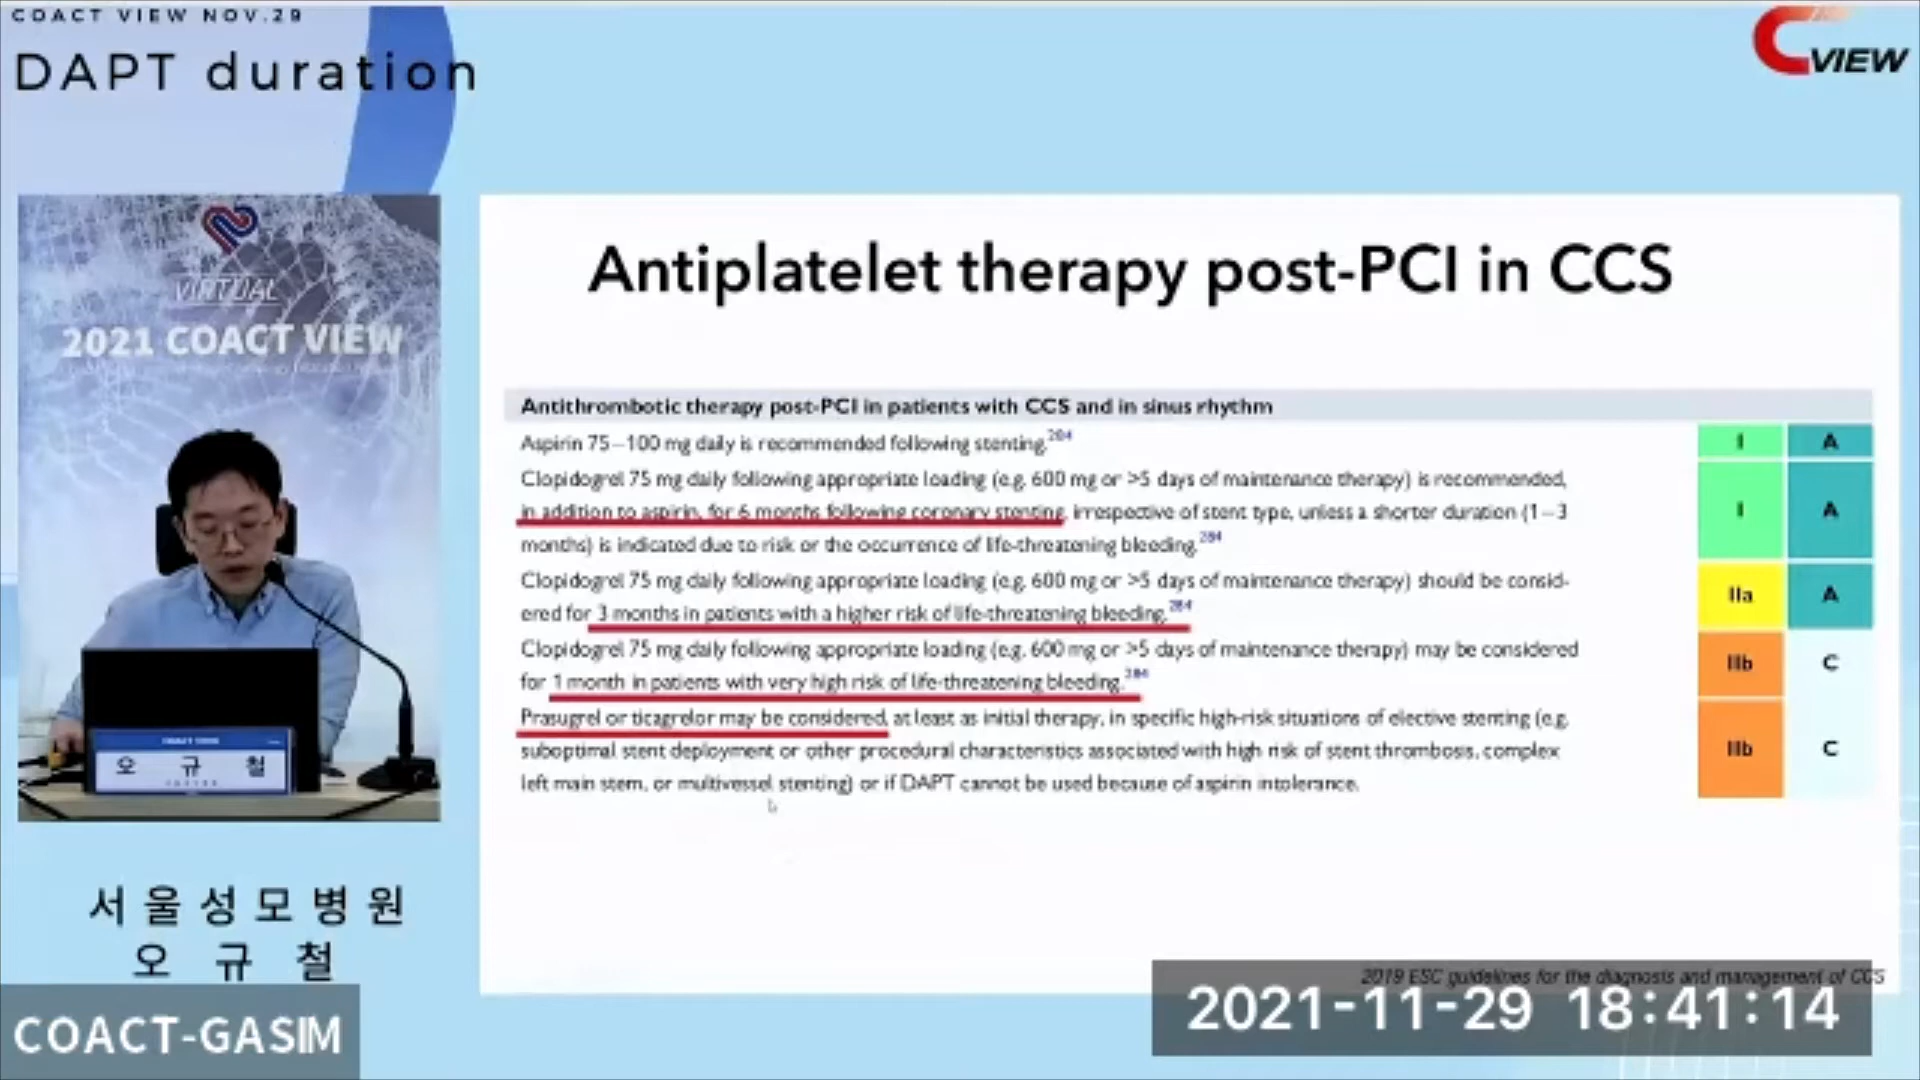 COACT VIEW NOV.29
DAPT duration
CVIEW
VIRTUAL
2021 COACT VIEW
오 규 철
서울성모병원
오 규 철
COACT-GASIM
Antiplatelet therapy post-PCI in CCS
Antithrombotic therapy post-PCI in patients with CCS and in sinus rhythm
Aspirin 75–100 mg daily is recommended following stenting.284
I A
Clopidogrel 75 mg daily following appropriate loading (e.g. 600 mg or >5 days of maintenance therapy) is recommended,
in addition to aspirin, for 6 months following coronary stenting, irrespective of stent type, unless a shorter duration (1–3
months) is indicated due to risk or the occurrence of life-threatening bleeding.284
I A
Clopidogrel 75 mg daily following appropriate loading (e.g. 600 mg or >5 days of maintenance therapy) should be consid-
ered for 3 months in patients with a higher risk of life-threatening bleeding.284
IIa A
Clopidogrel 75 mg daily following appropriate loading (e.g. 600 mg or >5 days of maintenance therapy) may be considered
for 1 month in patients with very high risk of life-threatening bleeding.284
IIb C
Prasugrel or ticagrelor may be considered, at least as initial therapy, in specific high-risk situations of elective stenting (e.g.
suboptimal stent deployment or other procedural characteristics associated with high risk of stent thrombosis, complex
left main stem, or multivessel stenting) or if DAPT cannot be used because of aspirin intolerance.
IIb C
2019 ESC guidelines for the diagnosis and management of CCS
2021-11-29 18:41:14